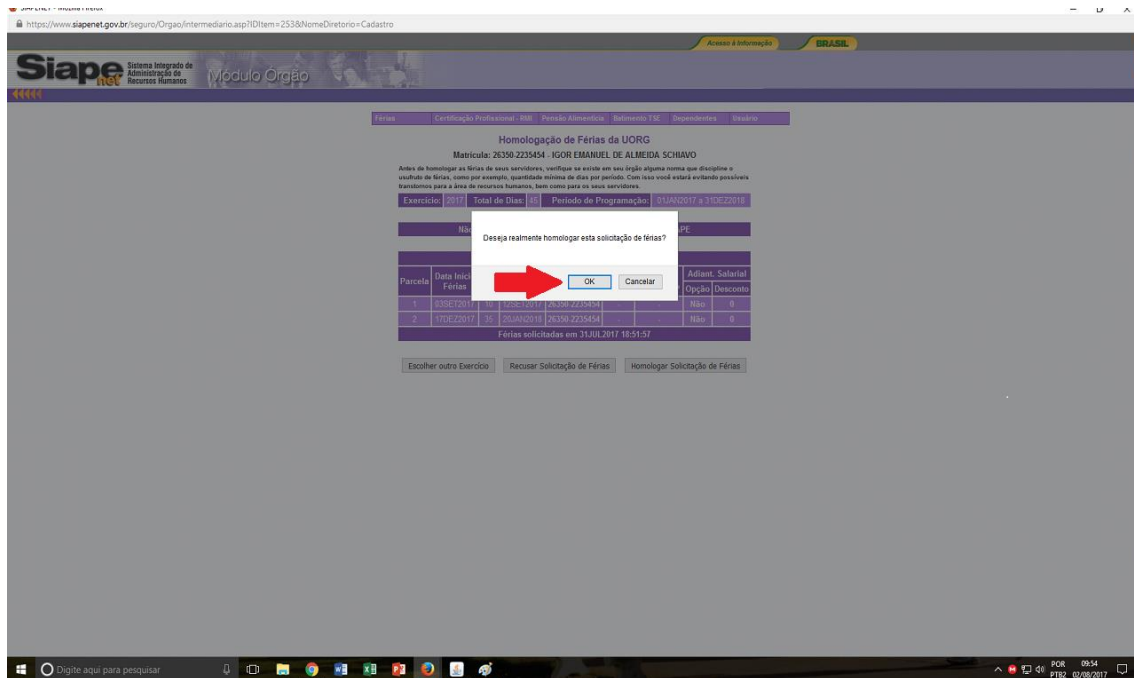 SIAPENET - Mozilla Firefox
https://www.siapenet.gov.br/seguro/Orgao/intermediario.asp?IDItem=253&NomeDiretorio=Cadastro
Acesso à Informação BRASIL
Siape net Sistema Integrado de Administração de Recursos Humanos Módulo Órgão
Férias Certificação Profissional - RMI Pensão Alimentícia Batimento TSE Dependentes Usuário
Homologação de Férias da UORG
Matrícula: 26350-2235454 - IGOR EMANUEL DE ALMEIDA SCHIAVO
Antes de homologar as férias de seus servidores, verifique se existe em seu órgão alguma norma que discipline o
usufruto de férias, como por exemplo, quantidade mínima de dias por período. Com isso você estará evitando possíveis
transtornos para a área de recursos humanos, bem como para os seus servidores.
Exercício: 2017 Total de Dias: 45 Período de Programação: 01JAN2017 a 31DEZ2018
Deseja realmente homologar esta solicitação de férias?
OK Cancelar
Parcela Data Início Férias Adiant. Salarial
Opção Desconto
1 03SET2017 10 12SET2017 26350-2235454 - - Não 0
2 17DEZ2017 35 20JAN2018 26350-2235454 - - Não 0
Férias solicitadas em 31JUL2017 18:51:57
Escolher outro Exercício Recusar Solicitação de Férias Homologar Solicitação de Férias
Digite aqui para pesquisar
POR 09:54
PTB2 02/08/2017